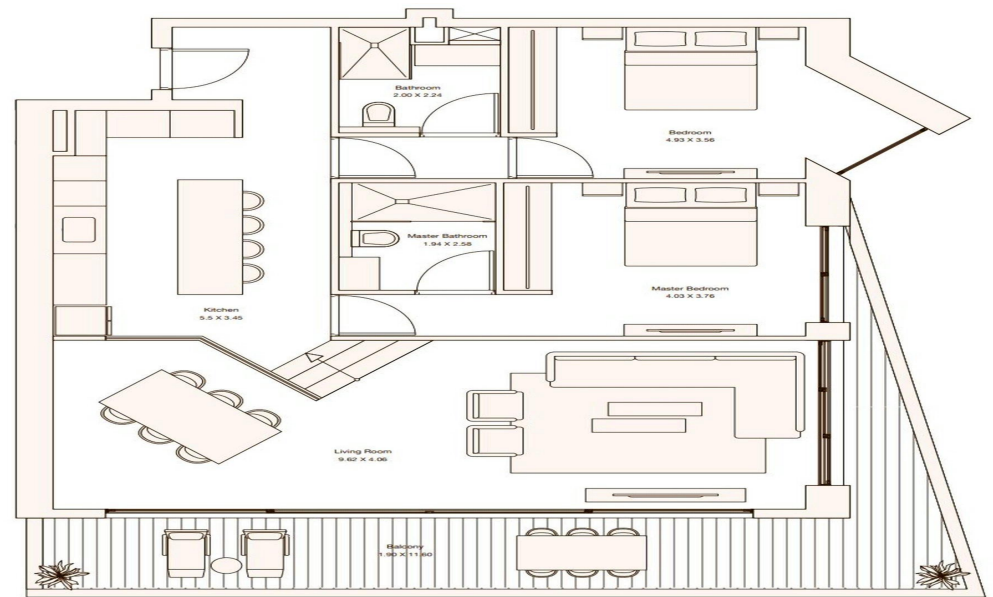 Bathroom
2.00 X 2.24
Bedroom
4.93 X 3.56
Master Bathroom
1.94 X 2.58
Master Bedroom
4.03 X 3.76
Kitchen
5.5 X 3.45
Living Room
9.62 X 4.06
Balcony
1.90 X 11.60